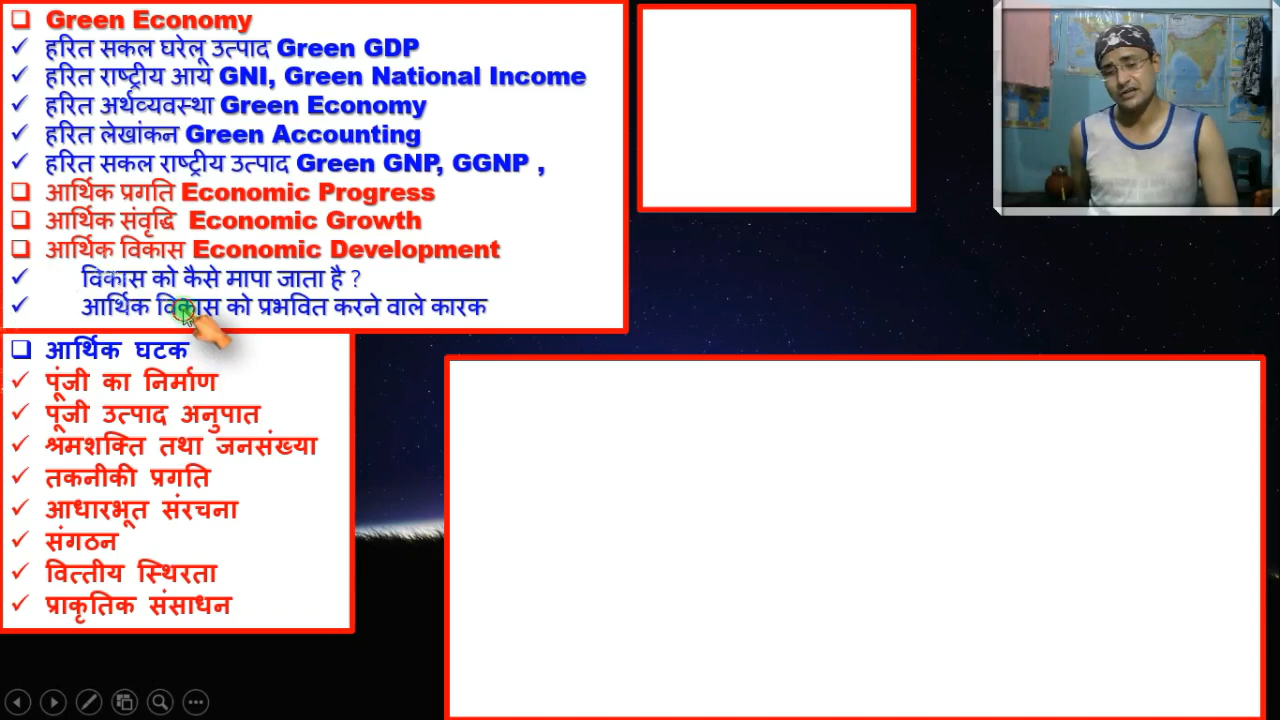 Green Economy
हरित सकल घरेलू उत्पाद Green GDP
हरित राष्ट्रीय आय GNI, Green National Income
हरित अर्थव्यवस्था Green Economy
हरित लेखांकन Green Accounting
हरित सकल राष्ट्रीय उत्पाद Green GNP, GGNP ,
आर्थिक प्रगति Economic Progress
आर्थिक संवृद्धि Economic Growth
आर्थिक विकास Economic Development
विकास को कैसे मापा जाता है ?
आर्थिक विकास को प्रभवित करने वाले कारक
आर्थिक घटक
पूंजी का निर्माण
पूंजी उत्पाद अनुपात
श्रमशक्ति तथा जनसंख्या
तकनीकी प्रगति
आधारभूत संरचना
संगठन
वित्तीय स्थिरता
प्राकृतिक संसाधन